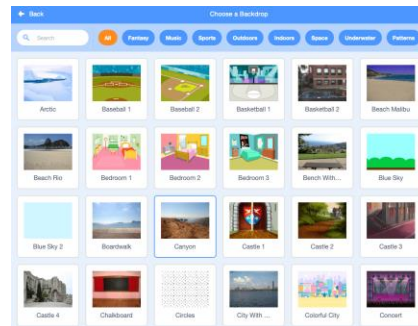 Back
Choose a Backdrop
Search
All
Fantasy
Music
Sports
Outdoors
Indoors
Space
Underwater
Patterns
Arctic
Baseball 1
Baseball 2
Basketball 1
Basketball 2
Beach Malibu
Beach Rio
Bedroom 1
Bedroom 2
Bedroom 3
Bench With...
Blue Sky
Blue Sky 2
Boardwalk
Canyon
Castle 1
Castle 2
Castle 3
Castle 4
Chalkboard
Circles
City With ...
Colorful City
Concert